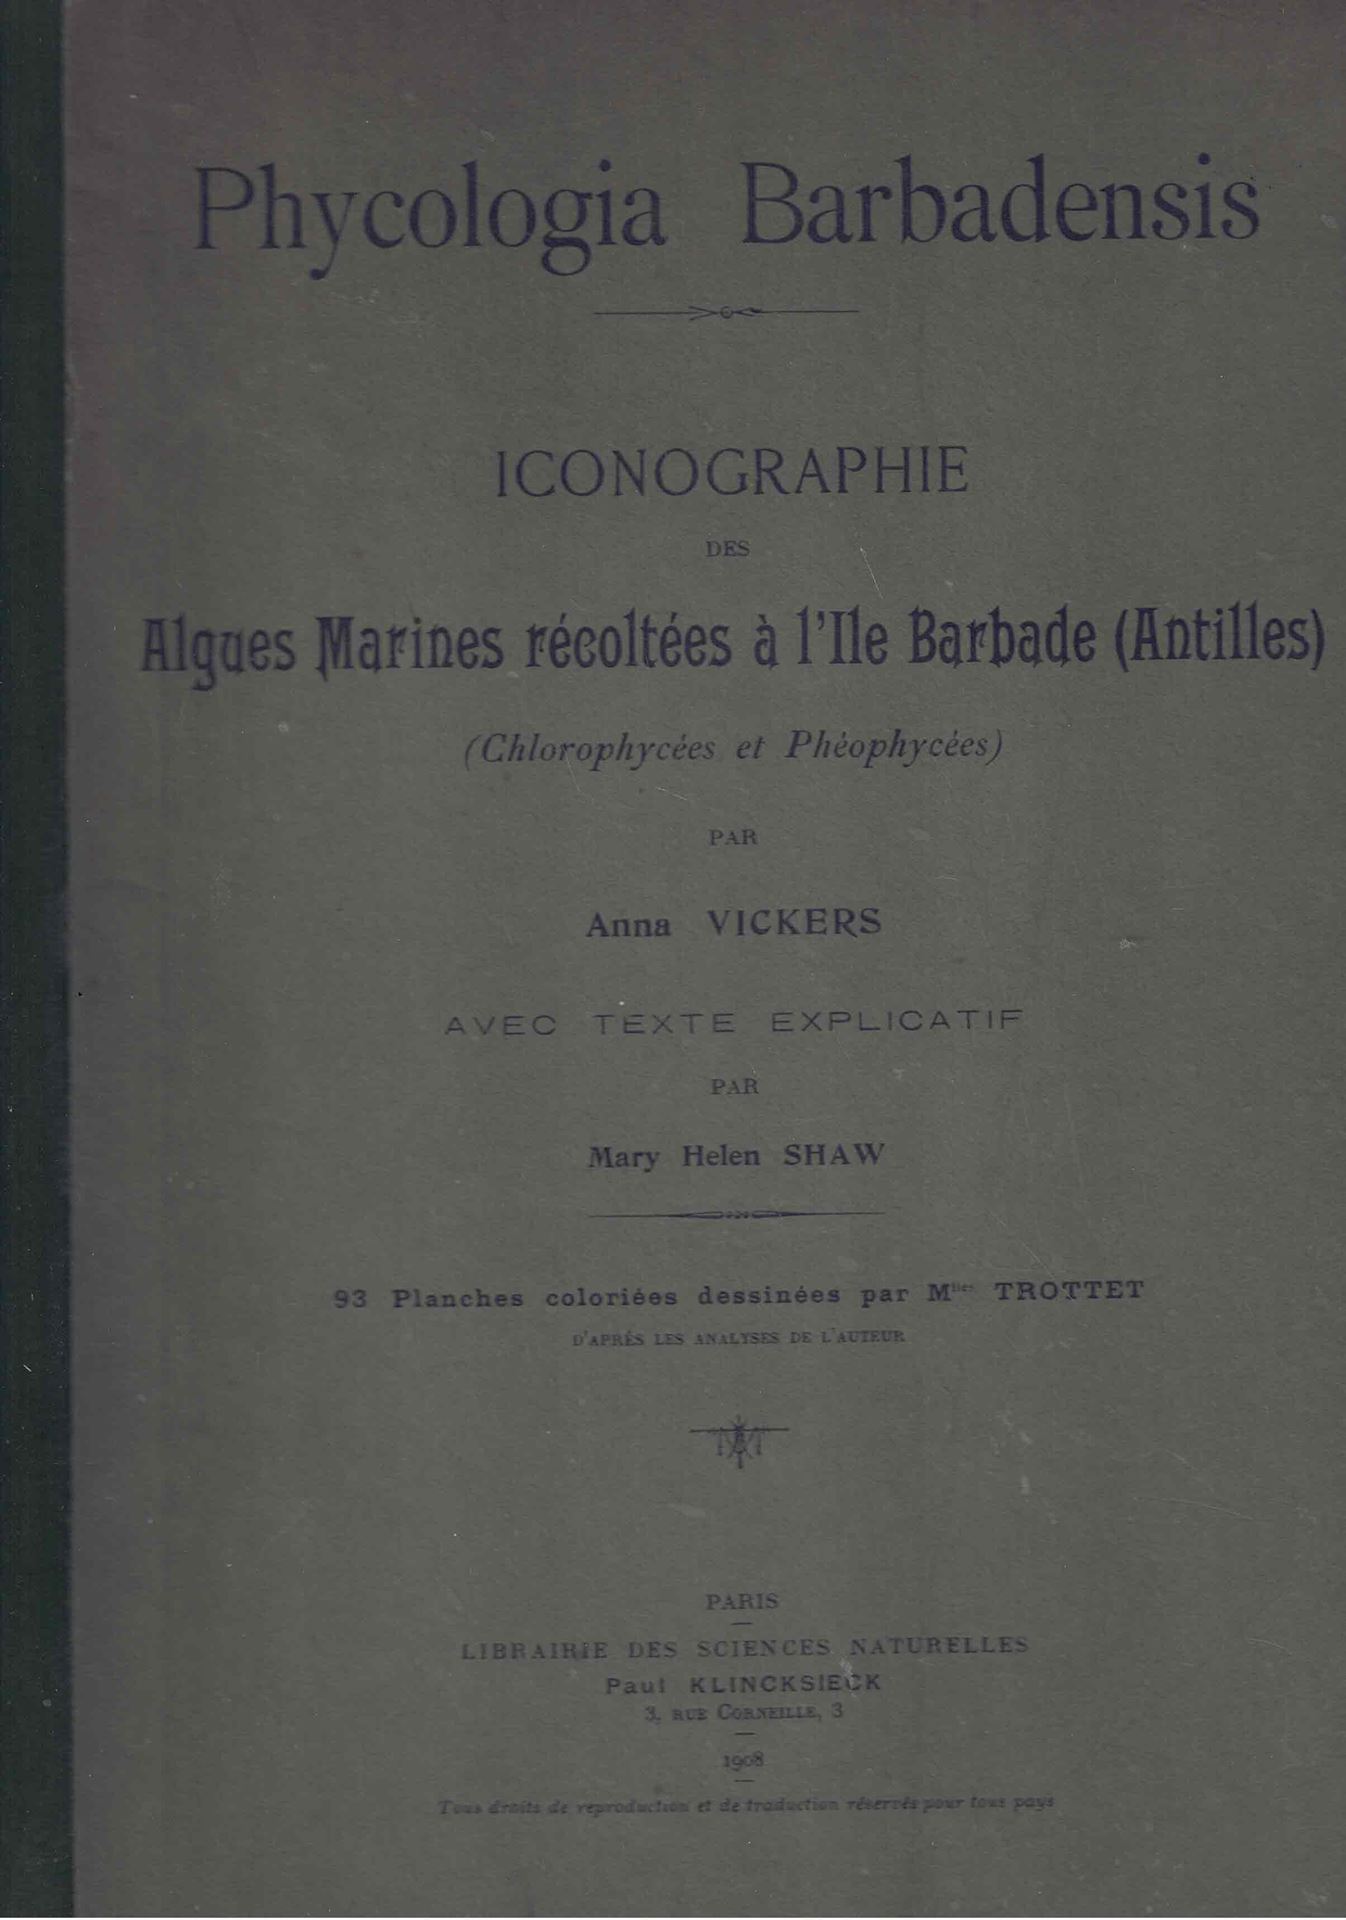 Phycologia Barbadensis
ICONOGRAPHIE
DES
Algues Marines récoltées à l'Ile Barbade (Antilles)
(Chlorophycées et Phéophycées)
PAR
Anna VICKERS
AVEC TEXTE EXPLICATIF
PAR
Mary Helen SHAW
93 Planches coloriées dessinées par Mlles TROTTET
D'APRÉS LES ANALYSES DE L'AUTEUR
PARIS
LIBRAIRIE DES SCIENCES NATURELLES
Paul KLINCKSIECK
3, RUE CORNEILLE, 3
1908
Tous droits de reproduction et de traduction réservés pour tous pays